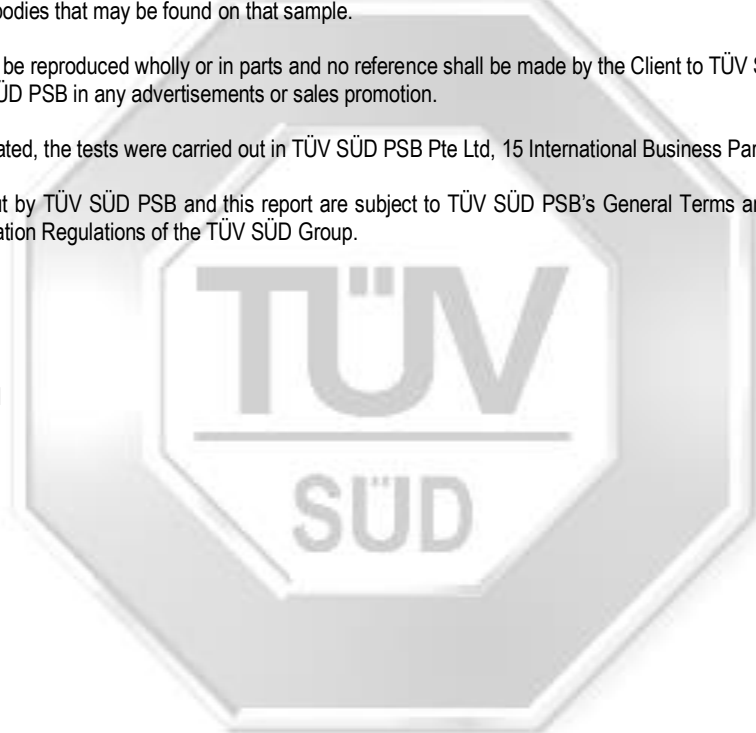 bodies that may be found on that sample.
be reproduced wholly or in parts and no reference shall be made by the Client to TÜV S
ÜD PSB in any advertisements or sales promotion.
ated, the tests were carried out in TÜV SÜD PSB Pte Ltd, 15 International Business Par
t by TÜV SÜD PSB and this report are subject to TÜV SÜD PSB's General Terms an
ation Regulations of the TÜV SÜD Group.
TÜV
SÜD